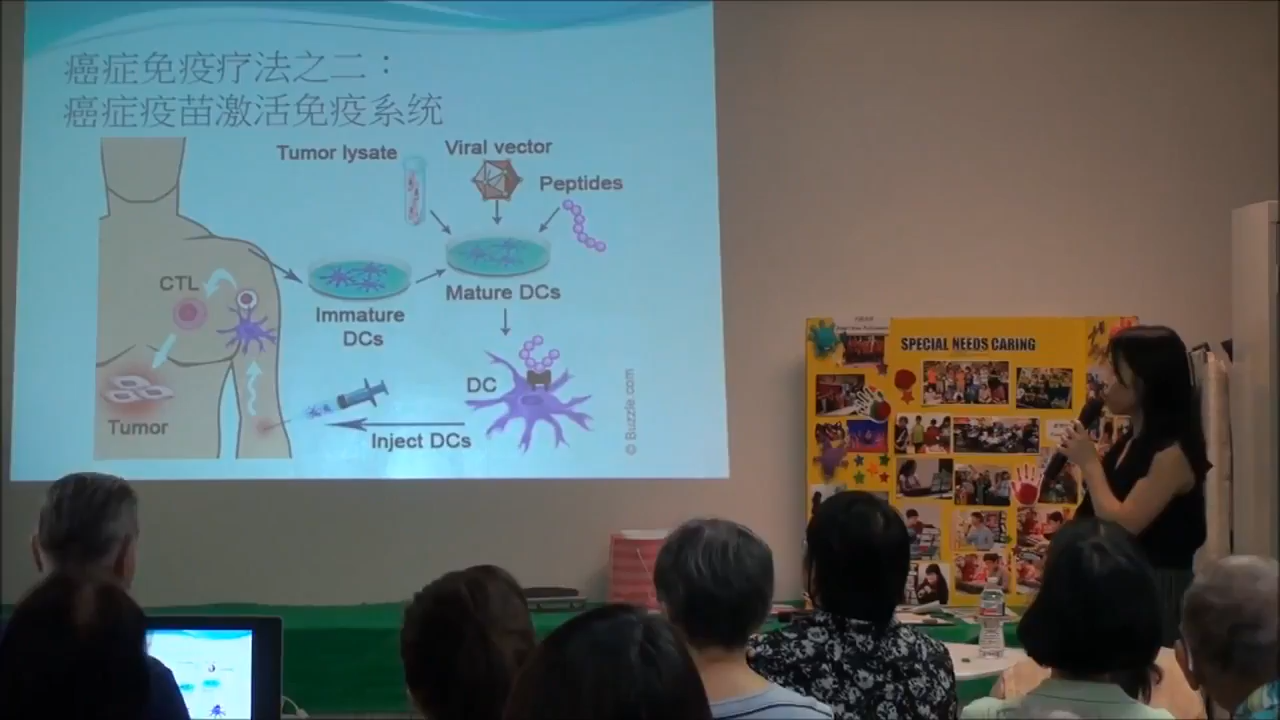 癌症免疫疗法之二：
癌症疫苗激活免疫系统
Tumor lysate
Viral vector
Peptides
CTL
Immature
DCs
Mature DCs
DC
Tumor
Inject DCs
© Buzzle.com
SPECIAL NEEDS CARING